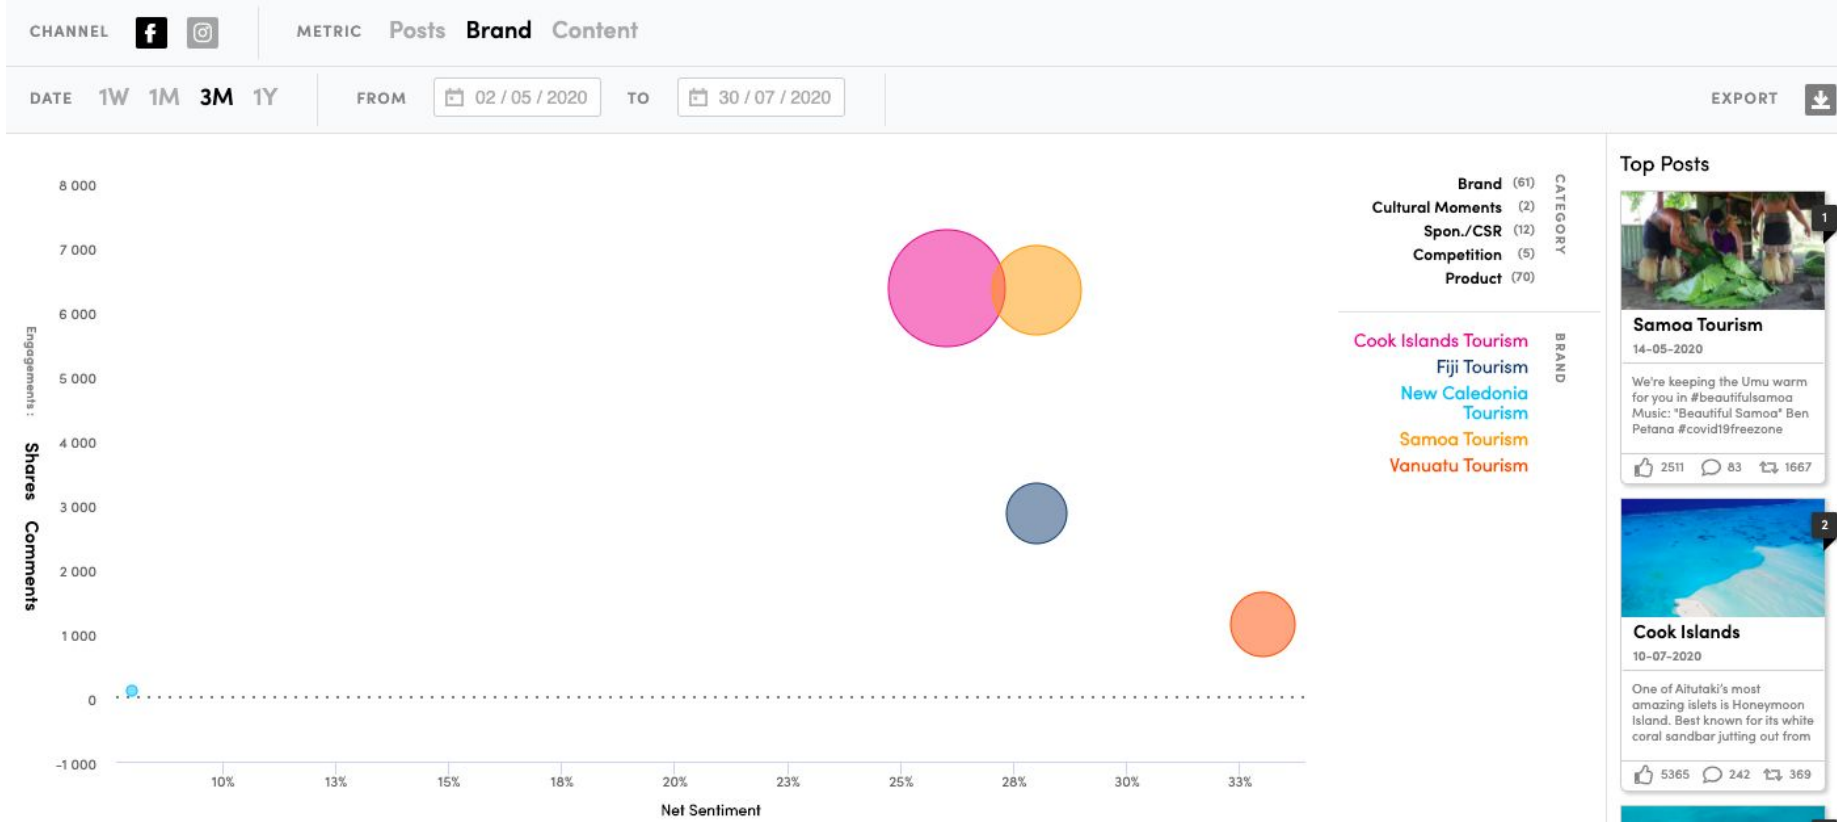 CHANNEL
METRIC Posts Brand Content
DATE 1W 1M 3M 1Y FROM 02 / 05 / 2020 TO 30 / 07 / 2020 EXPORT
8 000
7 000
6 000
5 000
4 000
3 000
2 000
1 000
0
-1 000
Engagements :
Shares
Comments
10% 13% 15% 18% 20% 23% 25% 28% 30% 33%
Net Sentiment
CATEGORY
Brand (61)
Cultural Moments (2)
Spon./CSR (12)
Competition (5)
Product (70)
BRAND
Cook Islands Tourism
Fiji Tourism
New Caledonia
Tourism
Samoa Tourism
Vanuatu Tourism
Top Posts
1
Samoa Tourism
14-05-2020
We're keeping the Umu warm
for you in #beautifulsamoa
Music: "Beautiful Samoa" Ben
Petana #covid19freezone
2511 83 1667
2
Cook Islands
10-07-2020
One of Aitutaki's most
amazing islets is Honeymoon
Island. Best known for its white
coral sandbar jutting out from
5365 242 369